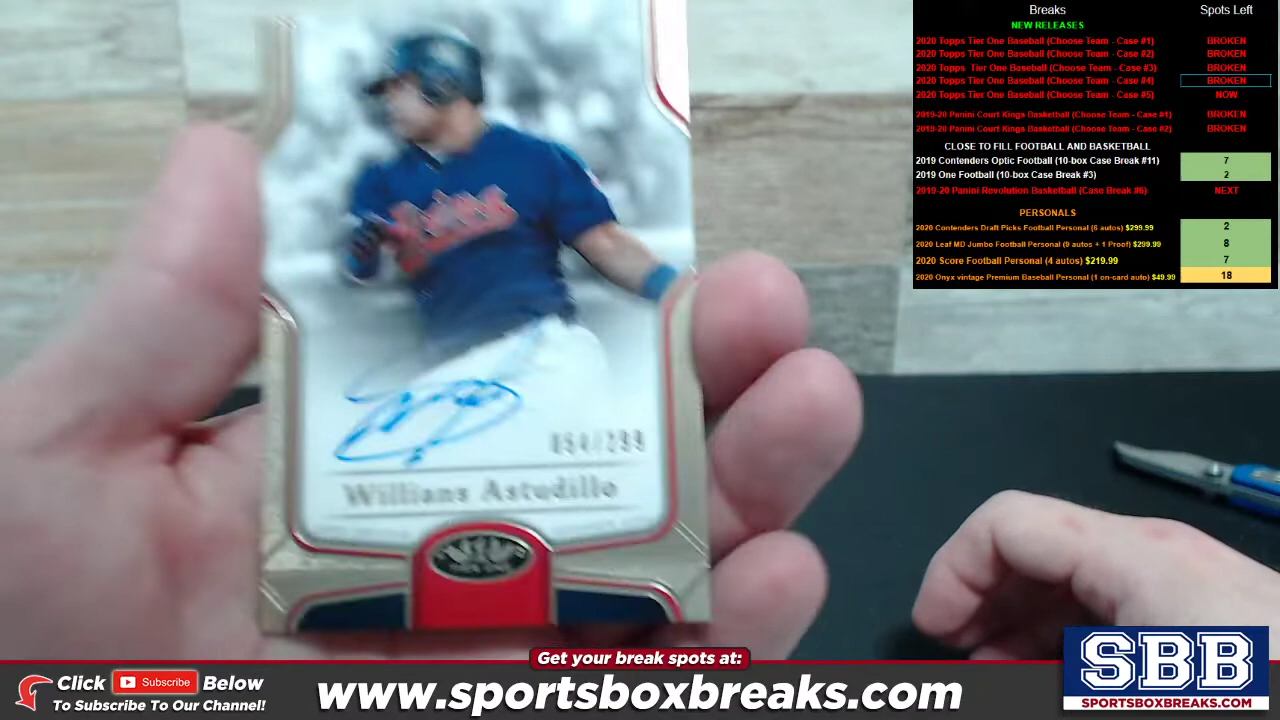 Breaks Spots Left
NEW RELEASES
2020 Topps Tier One Baseball (Choose Team - Case #1) BROKEN
2020 Topps Tier One Baseball (Choose Team - Case #2) BROKEN
2020 Topps Tier One Baseball (Choose Team - Case #3) BROKEN
2020 Topps Tier One Baseball (Choose Team - Case #4) BROKEN
2020 Topps Tier One Baseball (Choose Team - Case #5) NOW
2019-20 Panini Court Kings Basketball (Choose Team - Case #1) BROKEN
2019-20 Panini Court Kings Basketball (Choose Team - Case #2) BROKEN
CLOSE TO FILL FOOTBALL AND BASKETBALL
2019 Contenders Optic Football (10-box Case Break #11) 7
2019 One Football (10-box Case Break #3) 2
2019-20 Panini Revolution Basketball (Case Break #6) NEXT
PERSONALS
2020 Contenders Draft Picks Football Personal (6 autos) $299.99 2
2020 Leaf MD Jumbo Football Personal (9 autos + 1 Proof) $299.99 8
2020 Score Football Personal (4 autos) $219.99 7
2020 Onyx vintage Premium Baseball Personal (1 on-card auto) $49.99 18
Twins
054/299
Willians Astudillo
Get your break spots at:
Click Subscribe Below
To Subscribe To Our Channel!
www.sportsboxbreaks.com
SBB
SPORTSBOXBREAKS.COM